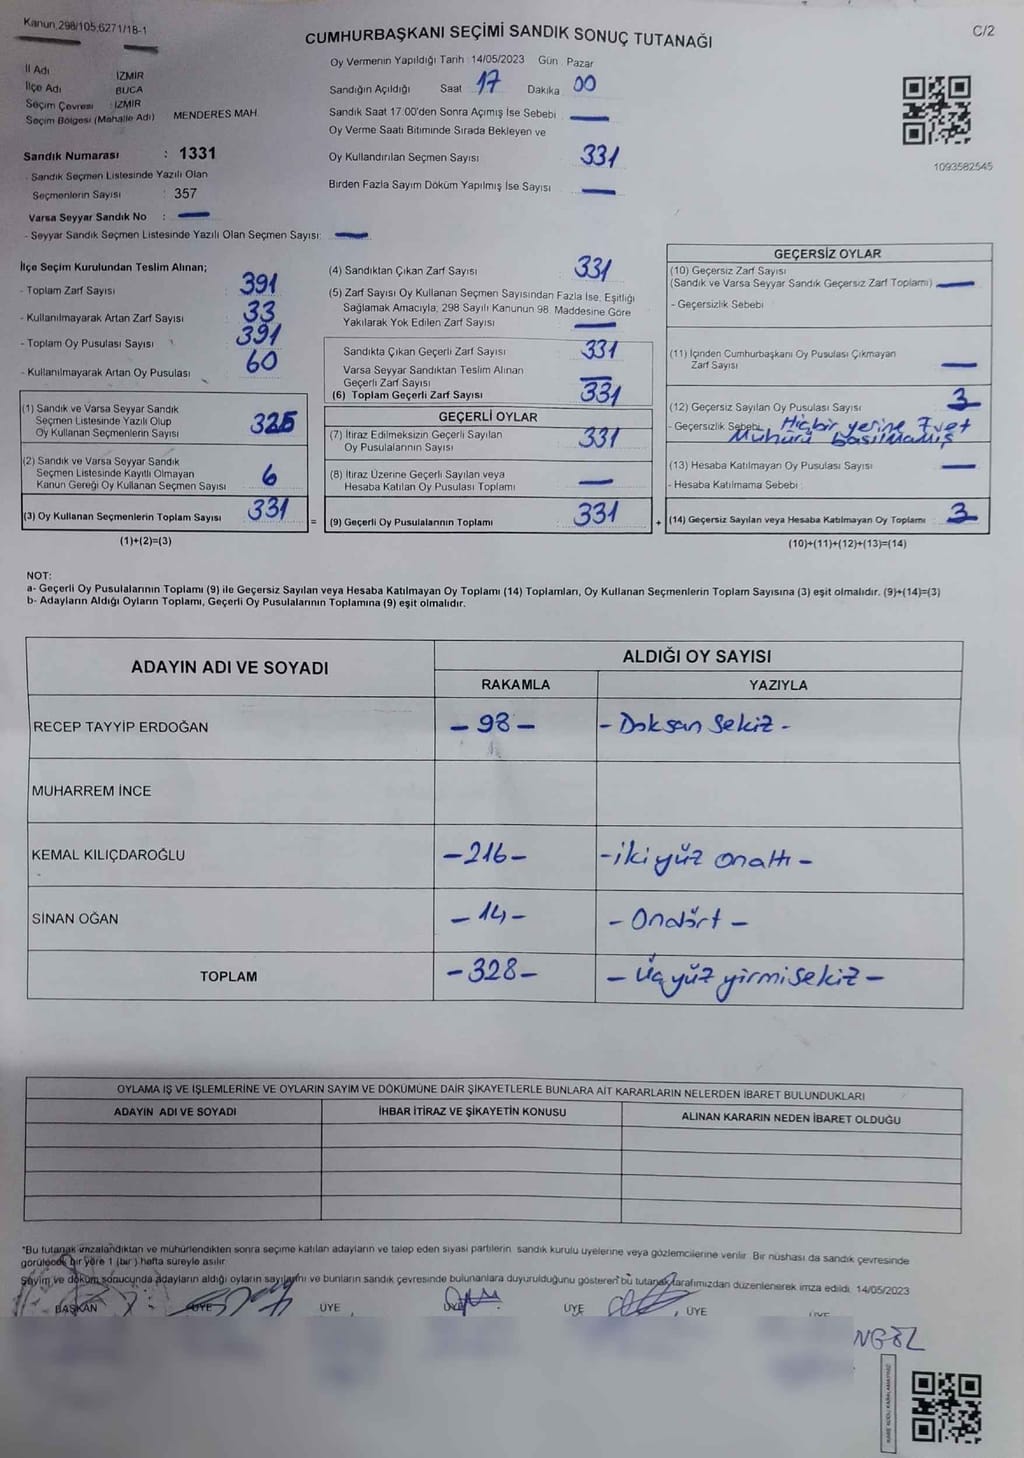 Kanun.298/105,6271/18-1
C/2
CUMHURBAŞKANI SEÇİMİ SANDIK SONUÇ TUTANAĞI
Oy Vermenin Yapıldığı Tarih 14/05/2023 Gün Pazar
İl Adı İZMİR
İlçe Adı BUCA
Seçim Çevresi : İZMİR
Seçim Bölgesi (Mahalle Adı) MENDERES MAH
Sandık Numarası : 1331
Sandık Seçmen Listesinde Yazılı Olan
Seçmenlerin Sayısı : 357
Varsa Seyyar Sandık No : —
- Seyyar Sandık Seçmen Listesinde Yazılı Olan Seçmen Sayısı: —
Sandığın Açıldığı Saat 17 Dakika 00
Sandık Saat 17:00'den Sonra Açımış İse Sebebi —
Oy Verme Saati Bitiminde Sırada Bekleyen ve
Oy Kullandırılan Seçmen Sayısı 331
Birden Fazla Sayım Döküm Yapılmış İse Sayısı —
1093582545
İlçe Seçim Kurulundan Teslim Alınan;
- Toplam Zarf Sayısı 391
- Kullanılmayarak Artan Zarf Sayısı 33
- Toplam Oy Pusulası Sayısı 391
- Kullanılmayarak Artan Oy Pusulası 60
(1) Sandık ve Varsa Seyyar Sandık
Seçmen Listesinde Yazılı Olup
Oy Kullanan Seçmenlerin Sayısı 325
(2) Sandık ve Varsa Seyyar Sandık
Seçmen Listesinde Kayıtlı Olmayan
Kanun Gereği Oy Kullanan Seçmen Sayısı 6
(3) Oy Kullanan Seçmenlerin Toplam Sayısı 331
(1)+(2)=(3)
(4) Sandıktan Çıkan Zarf Sayısı 331
(5) Zarf Sayısı Oy Kullanan Seçmen Sayısından Fazla İse, Eşitliği
Sağlamak Amacıyla; 298 Sayılı Kanunun 98. Maddesine Göre
Yakılarak Yok Edilen Zarf Sayısı —
Sandıkta Çıkan Geçerli Zarf Sayısı 331
Varsa Seyyar Sandıktan Teslim Alınan
Geçerli Zarf Sayısı —
(6) Toplam Geçerli Zarf Sayısı 331
GEÇERLİ OYLAR
(7) İtiraz Edilmeksizin Geçerli Sayılan
Oy Pusulasının Sayısı 331
(8) İtiraz Üzerine Geçerli Sayılan veya
Hesaba Katılan Oy Pusulası Toplamı —
= (9) Geçerli Oy Pusulalarının Toplamı 331
GEÇERSİZ OYLAR
(10) Geçersiz Zarf Sayısı
(Sandık ve Varsa Seyyar Sandık Geçersiz Zarf Toplamı) —
- Geçersizlik Sebebi
(11) İçinden Cumhurbaşkanı Oy Pusulası Çıkmayan
Zarf Sayısı —
(12) Geçersiz Sayılan Oy Pusulası Sayısı 3
- Geçersizlik Sebebi Hiçbir yerine Evet
Mühürü basılmamış
(13) Hesaba Katılmayan Oy Pusulası Sayısı —
- Hesaba Katılmama Sebebi
+ (14) Geçersiz Sayılan veya Hesaba Katılmayan Oy Toplamı 3
(10)+(11)+(12)+(13)=(14)
NOT:
a- Geçerli Oy Pusulalarının Toplamı (9) ile Geçersiz Sayılan veya Hesaba Katılmayan Oy Toplamı (14) Toplamları, Oy Kullanan Seçmenlerin Toplam Sayısına (3) eşit olmalıdır. (9)+(14)=(3)
b- Adayların Aldığı Oyların Toplamı, Geçerli Oy Pusulalarının Toplamına (9) eşit olmalıdır.
ADAYIN ADI VE SOYADI ALDIĞI OY SAYISI
RAKAMLA YAZIYLA
RECEP TAYYİP ERDOĞAN - 98 - - Doksan Sekiz -
MUHARREM İNCE
KEMAL KILIÇDAROĞLU - 216 - - iki yüz onaltı -
SİNAN OĞAN - 14 - - Ondört -
TOPLAM - 328 - - Üç yüz yirmi sekiz -
OYLAMA İŞ VE İŞLEMLERİNE VE OYLARIN SAYIM VE DÖKÜMÜNE DAİR ŞİKAYETLERLE BUNLARA AİT KARARLARIN NELERDEN İBARET BULUNDUKLARI
ADAYIN ADI VE SOYADI İHBAR İTİRAZ VE ŞİKAYETİN KONUSU ALINAN KARARIN NEDEN İBARET OLDUĞU
*Bu tutanak imzalandıktan ve mühürlendikten sonra seçime katılan adayların ve talep eden siyasi partilerin sandık kurulu üyelerine veya gözlemcilerine verilir. Bir nüshası da sandık çevresinde
görülecek bir yere 1 (bir) hafta süreyle asılır
Sayım ve döküm sonucunda adayların aldığı oyların sayılarını ve bunların sandık çevresinde bulunanlara duyurulduğunu gösteren bu tutanak tarafımızdan düzenlenerek imza edildi. 14/05/2023
BAŞKAN ÜYE ÜYE ÜYE ÜYE ÜYE ÜYE